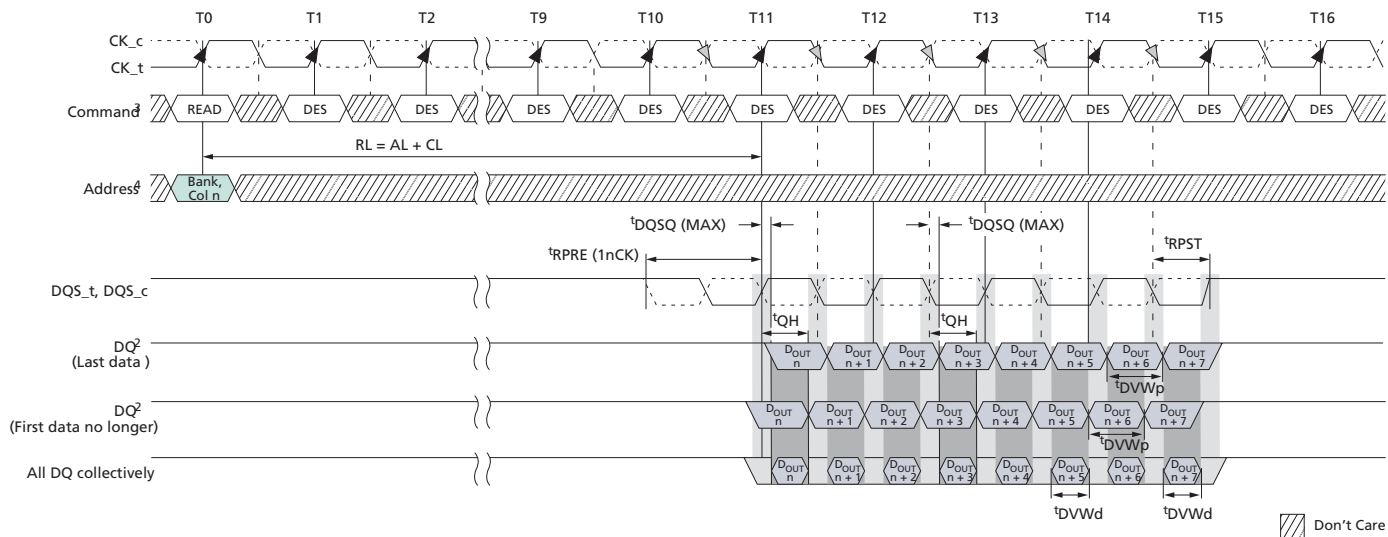 T0 T1 T2 T9 T10 T11 T12 T13 T14 T15 T16
CK_c
CK_t
Command3 READ DES DES DES DES DES DES DES DES DES DES
RL = AL + CL
Address4 Bank,
Col n
tDQSQ (MAX) tDQSQ (MAX)
tRPRE (1nCK) tRPST
DQS_t, DQS_c
tQH tQH
DQ2 DOUT DOUT DOUT DOUT DOUT DOUT DOUT DOUT
(Last data ) n n + 1 n + 2 n + 3 n + 4 n + 5 n + 6 n + 7
tDVWp
DQ2 DOUT DOUT DOUT DOUT DOUT DOUT DOUT DOUT
(First data no longer) n n + 1 n + 2 n + 3 n + 4 n + 5 n + 6 n + 7
tDVWp
All DQ collectively DOUT DOUT DOUT DOUT DOUT DOUT DOUT DOUT
n n + 1 n + 2 n + 3 n + 4 n + 5 n + 6 n + 7
tDVWd tDVWd
Don't Care